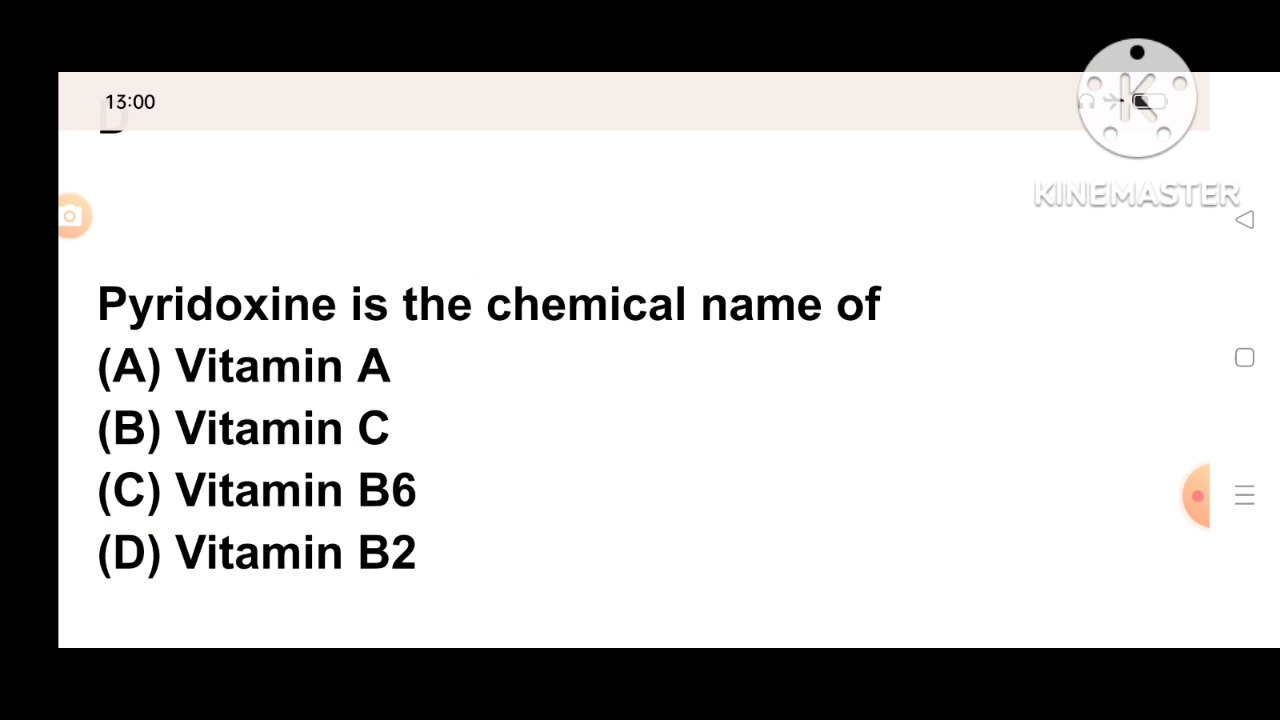 13:00
KINEMASTER
Pyridoxine is the chemical name of
(A) Vitamin A
(B) Vitamin C
(C) Vitamin B6
(D) Vitamin B2